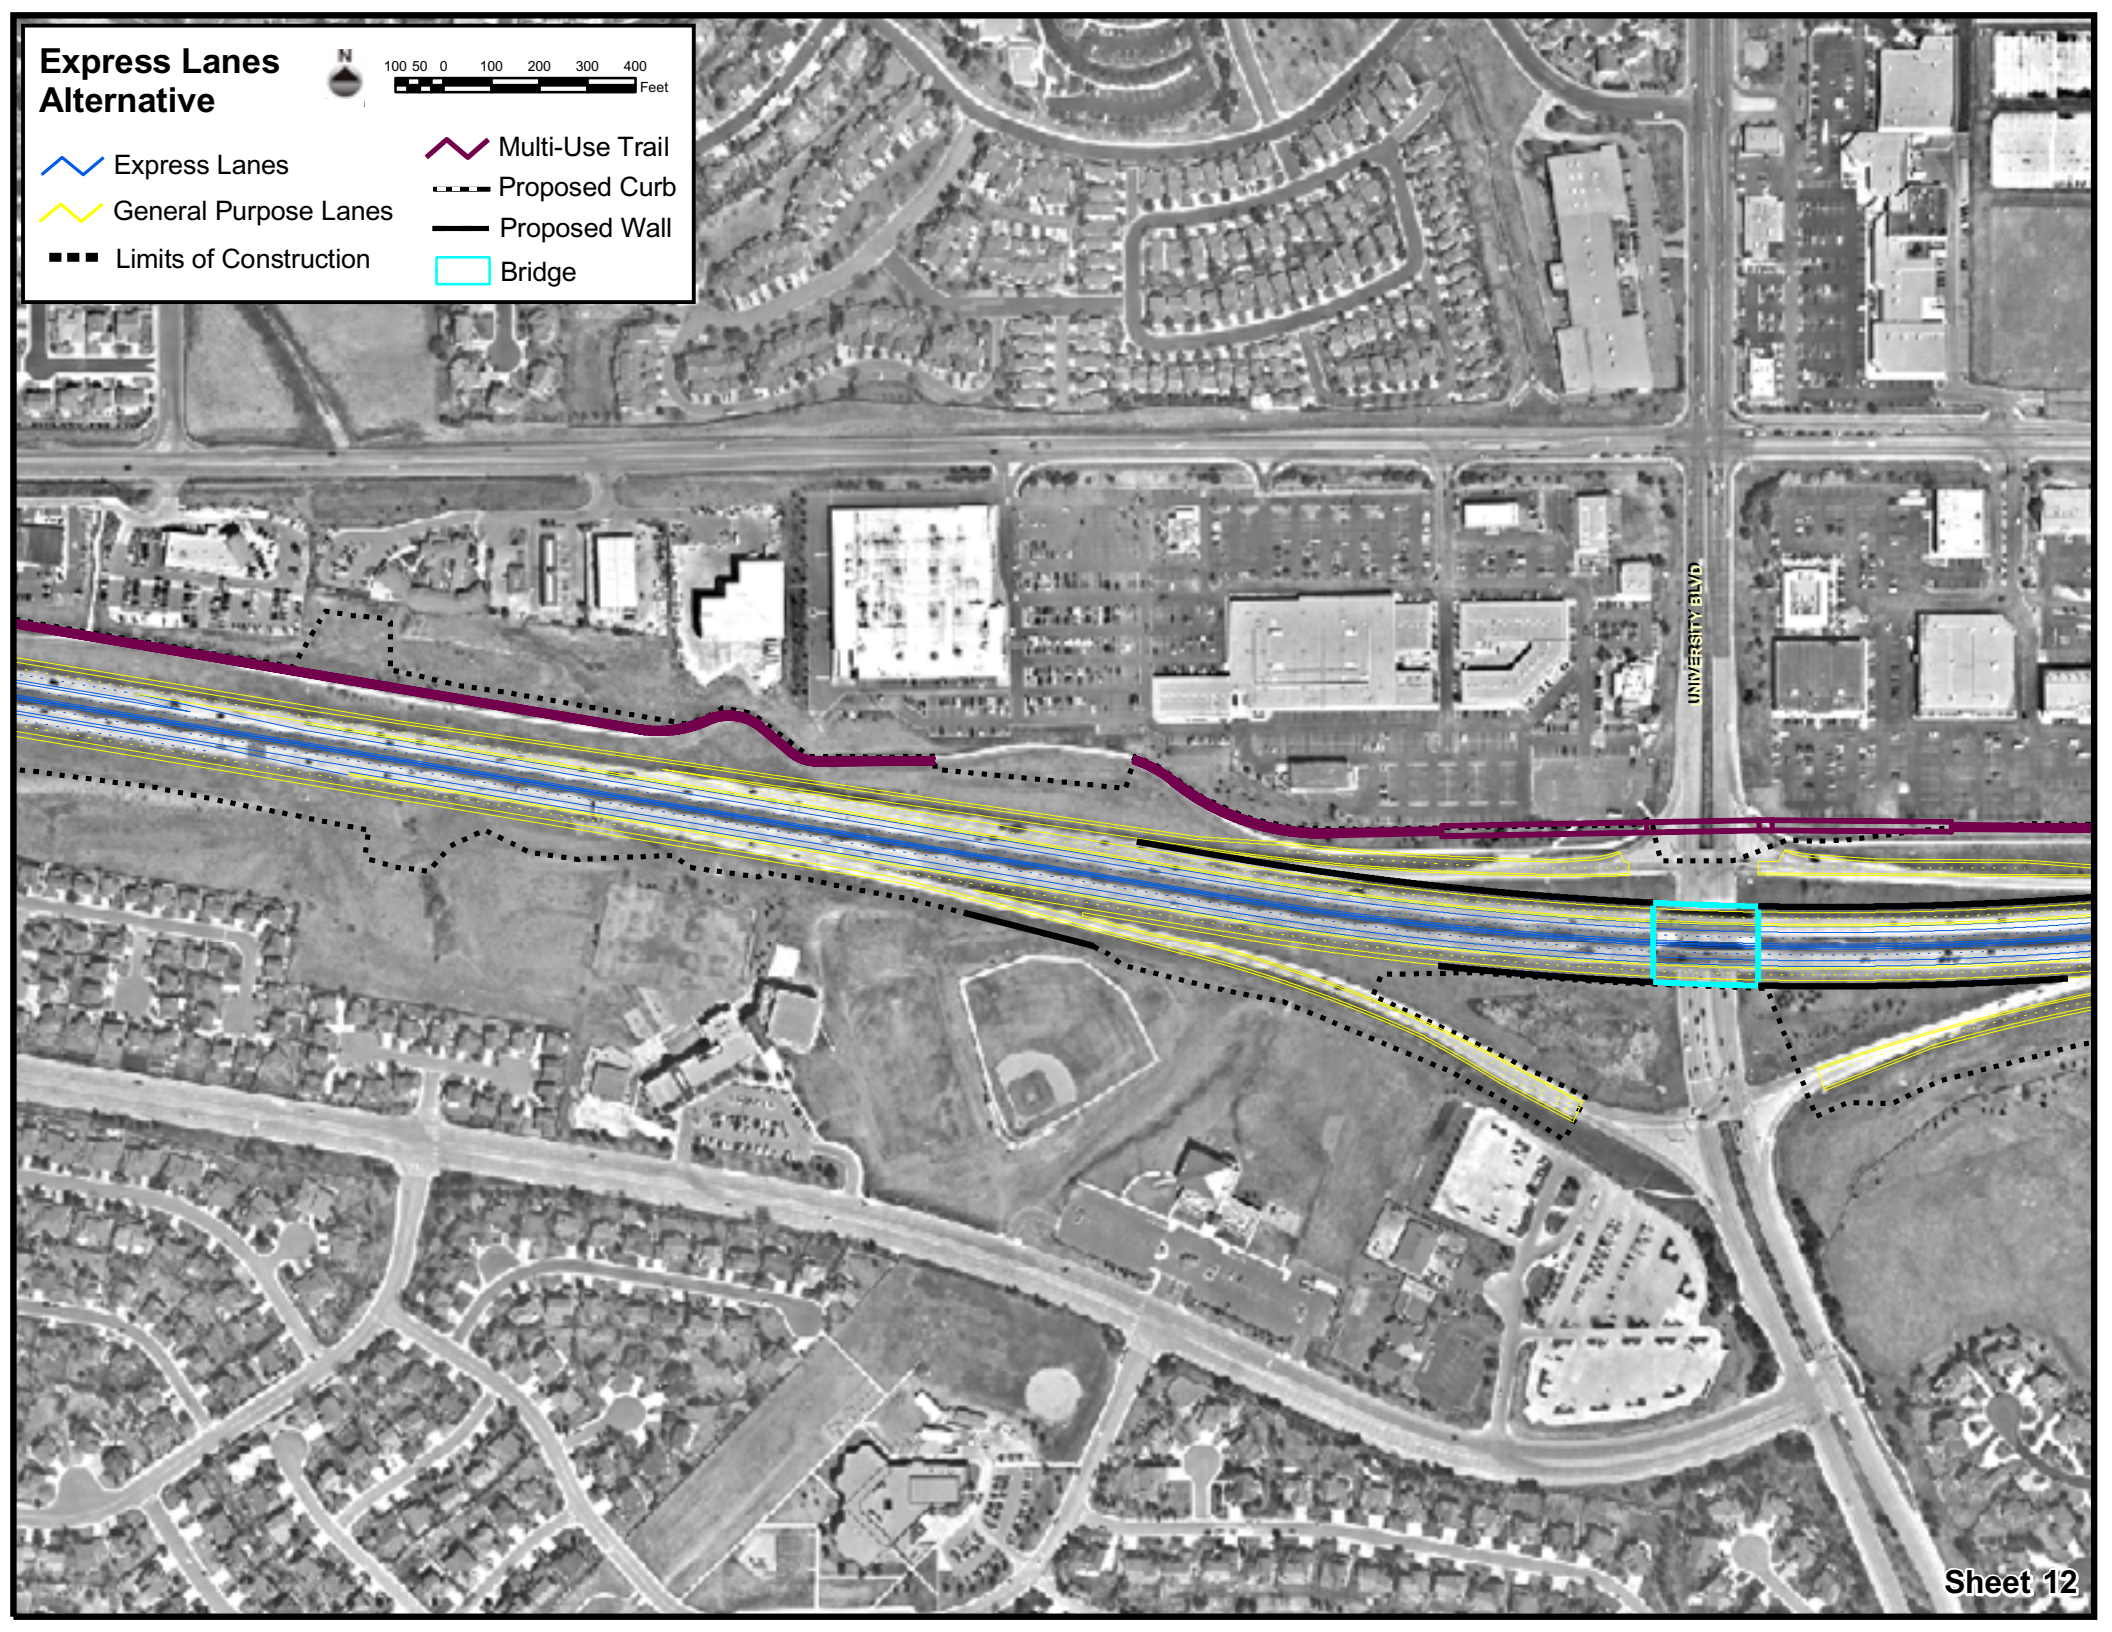 Express Lanes
Alternative
N
100 50 0 100 200 300 400
Feet
Express Lanes
General Purpose Lanes
Limits of Construction
Multi-Use Trail
Proposed Curb
Proposed Wall
Bridge
UNIVERSITY BLVD.
Sheet 12